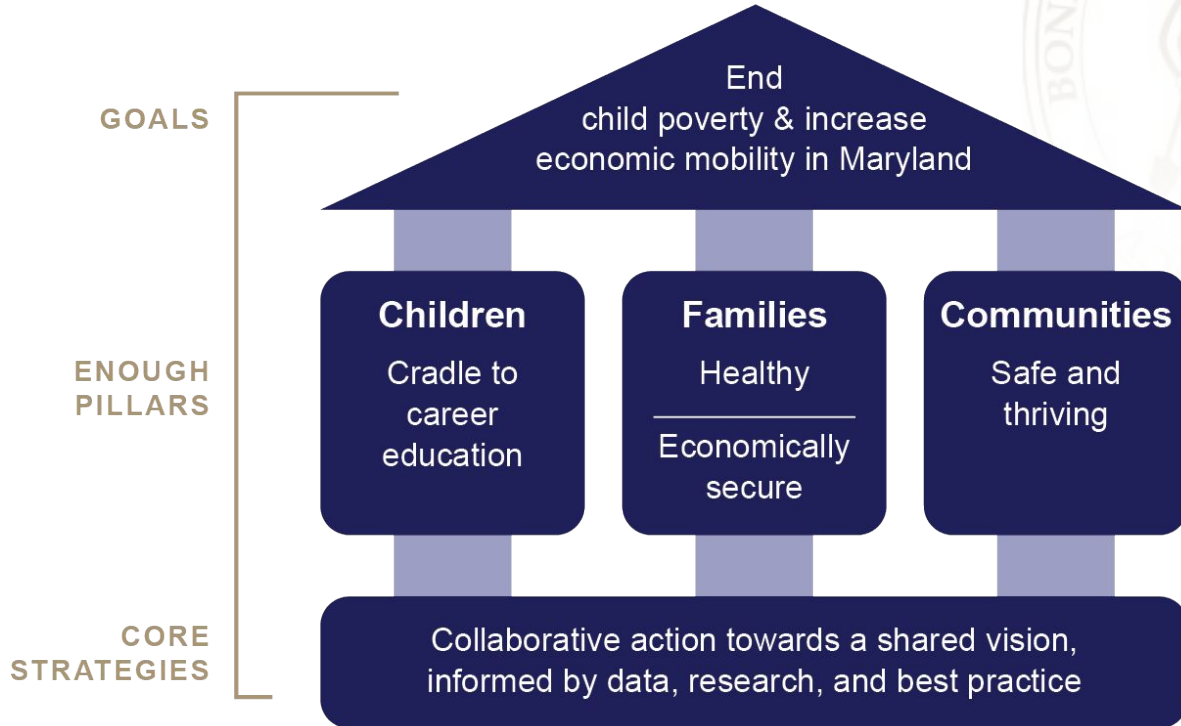 GOALS
End
child poverty & increase
economic mobility in Maryland
ENOUGH
PILLARS
Children
Cradle to
career
education
Families
Healthy
Economically
secure
Communities
Safe and
thriving
CORE
STRATEGIES
Collaborative action towards a shared vision,
informed by data, research, and best practice
BON